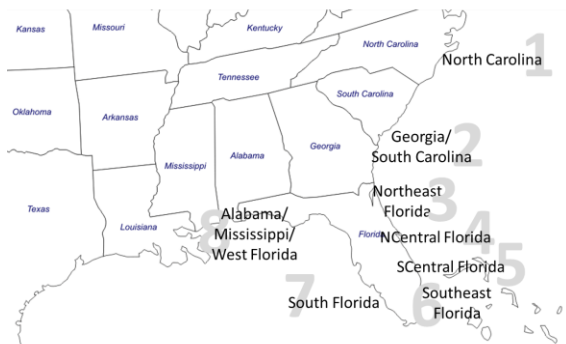 Kansas
Missouri
Kentucky
North Carolina
1
North Carolina
Tennessee
Oklahoma
Arkansas
South Carolina
2
Georgia/
South Carolina
Mississippi
Alabama
Georgia
Northeast
Florida
3
Texas
Louisiana
8
Alabama/
Mississippi/
West Florida
Florida
NCentral Florida
4
SCentral Florida
5
7
South Florida
6
Southeast
Florida